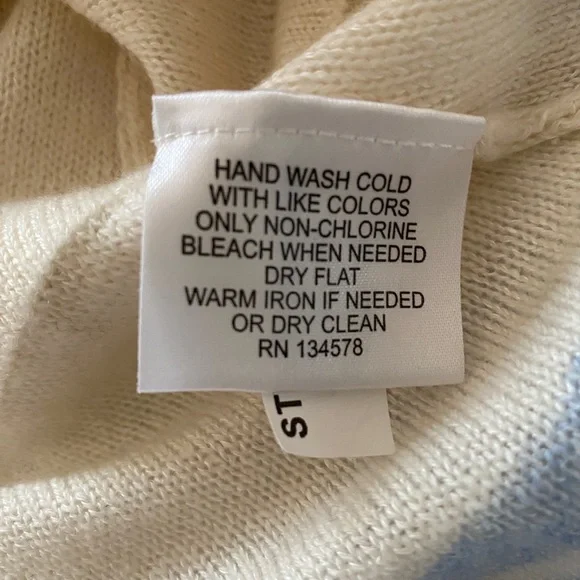 HAND WASH COLD
WITH LIKE COLORS
ONLY NON-CHLORINE
BLEACH WHEN NEEDED
DRY FLAT
WARM IRON IF NEEDED
OR DRY CLEAN
RN 134578
ST